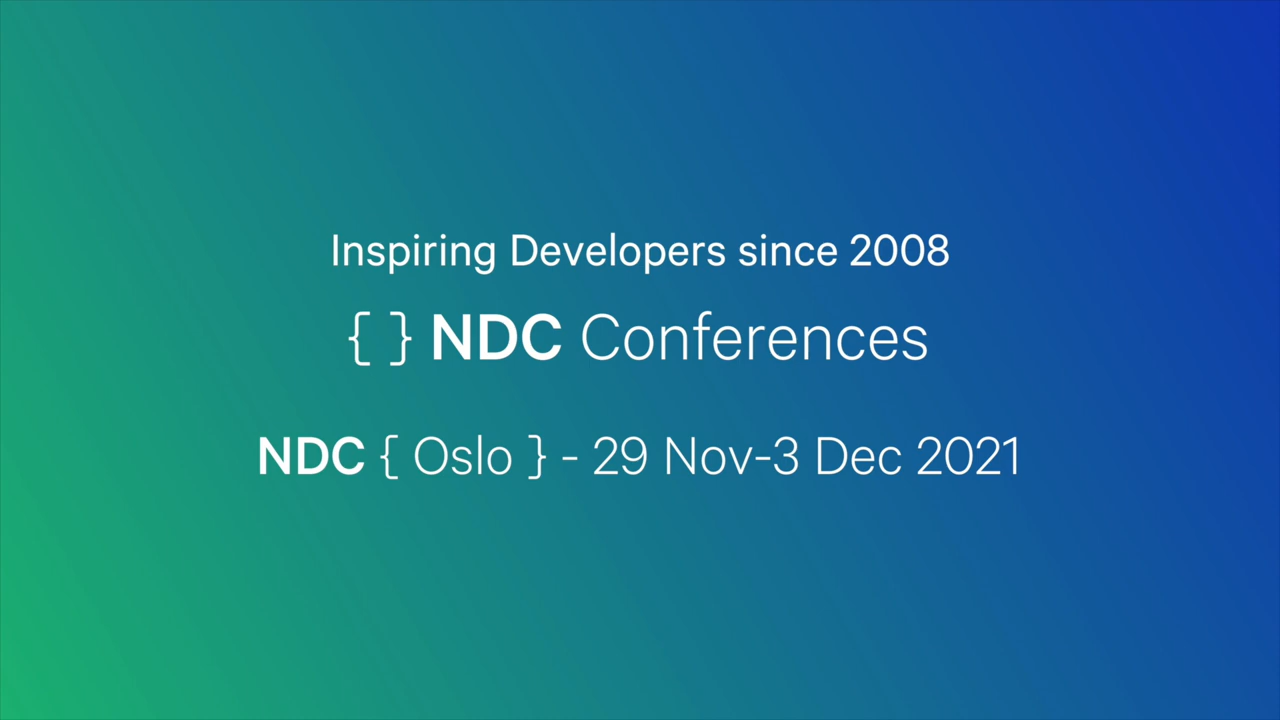 Inspiring Developers since 2008
{ } NDC Conferences
NDC { Oslo } - 29 Nov-3 Dec 2021